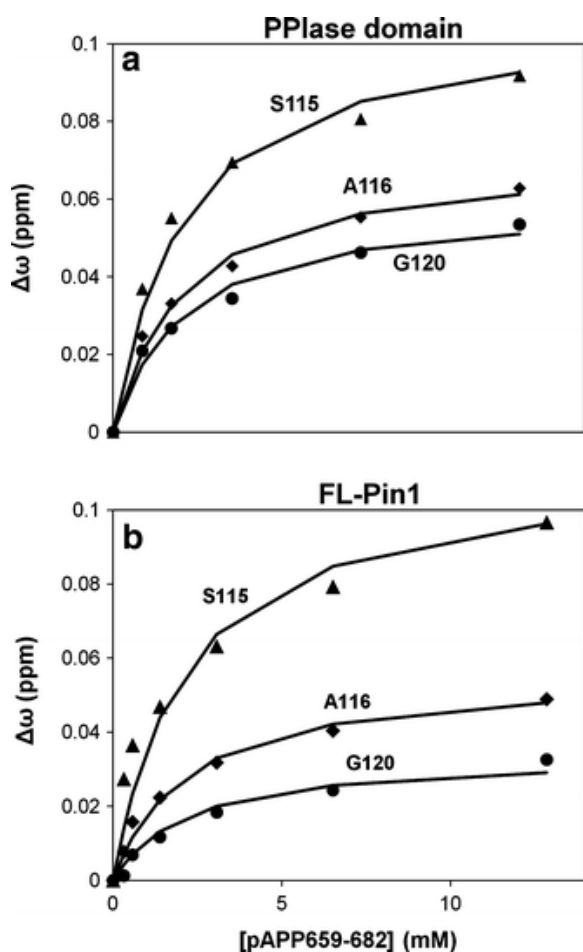 PPIase domain
a
0.1
S115
0.08
A116
0.06
G120
0.04
0.02
0
Δω (ppm)
FL-Pin1
b
0.1
S115
0.08
0.06
A116
0.04
G120
0.02
0
Δω (ppm)
0 5 10
[pAPP659-682] (mM)